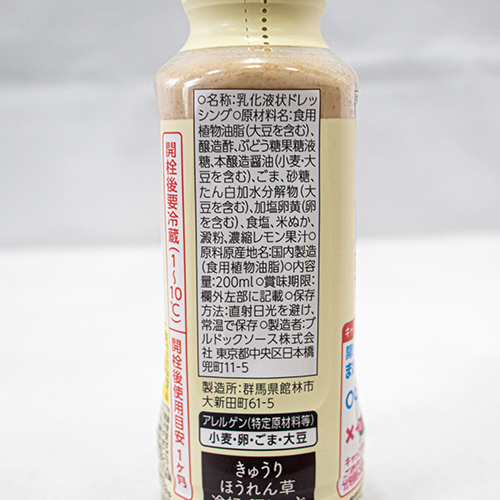 ○名称:乳化液状ドレッ
シング○原材料名:食用
植物油脂(大豆を含む)、
醸造酢、ぶどう糖果糖液
糖、本醸造醤油(小麦・大
豆を含む)、ごま、砂糖、
たん白加水分解物(大
豆を含む)、加塩卵黄(卵
を含む)、食塩、米ぬか、
澱粉、濃縮レモン果汁○
原料原産地名:国内製造
(食用植物油脂)○内容
量:200ml○賞味期限:
欄外左部に記載○保存
方法:直射日光を避け、
常温で保存○製造者:ブ
ルドックソース株式会
社 東京都中央区日本橋
兜町11-5
製造所:群馬県館林市
大新田町61-5
アレルゲン(特定原材料等)
小麦・卵・ごま・大豆
きゅうり
ほうれん草
開栓後要冷蔵(1〜10℃)
開栓後使用目安 1ヶ月